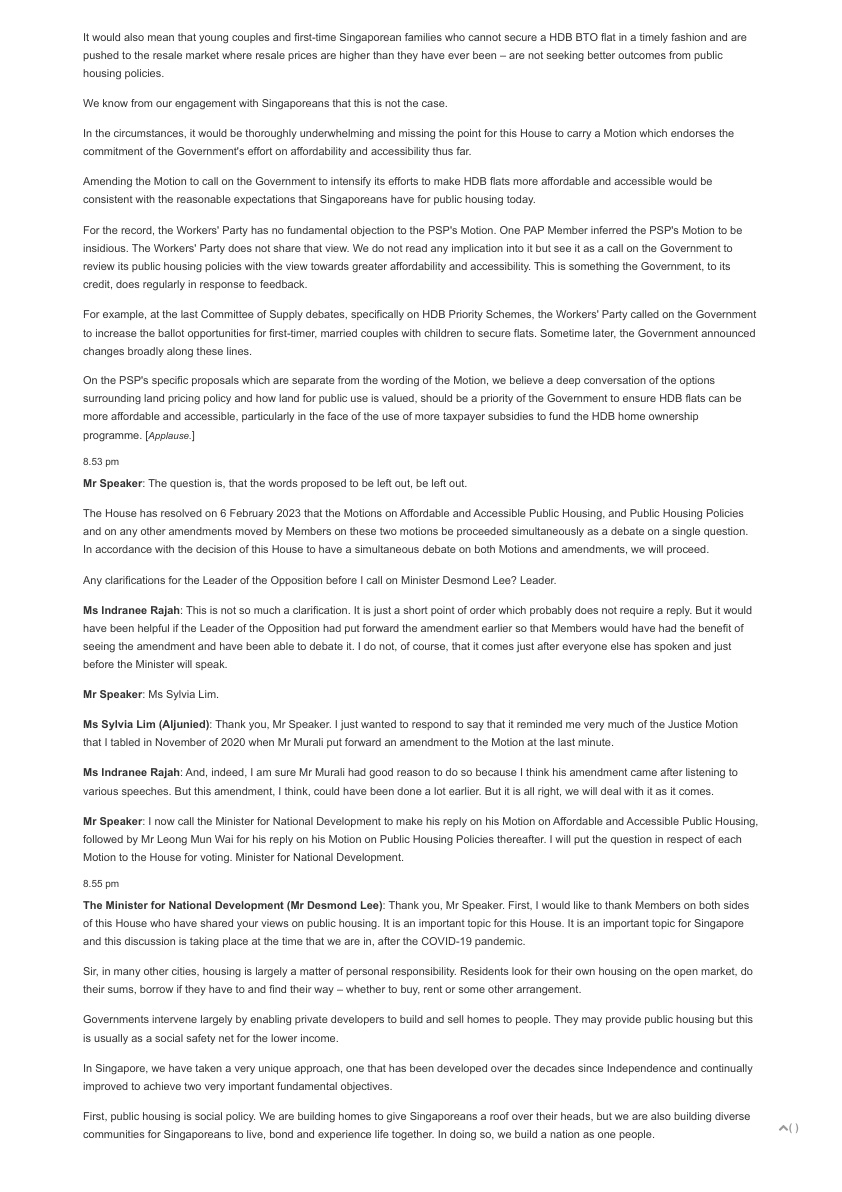 It would also mean that young couples and first-time Singaporean families who cannot secure a HDB BTO flat in a timely fashion and are
pushed to the resale market where resale prices are higher than they have ever been – are not seeking better outcomes from public
housing policies.
We know from our engagement with Singaporeans that this is not the case.
In the circumstances, it would be thoroughly underwhelming and missing the point for this House to carry a Motion which endorses the
commitment of the Government's effort on affordability and accessibility thus far.
Amending the Motion to call on the Government to intensify its efforts to make HDB flats more affordable and accessible would be
consistent with the reasonable expectations that Singaporeans have for public housing today.
For the record, the Workers' Party has no fundamental objection to the PSP's Motion. One PAP Member inferred the PSP's Motion to be
insidious. The Workers' Party does not share that view. We do not read any implication into it but see it as a call on the Government to
review its public housing policies with the view towards greater affordability and accessibility. This is something the Government, to its
credit, does regularly in response to feedback.
For example, at the last Committee of Supply debates, specifically on HDB Priority Schemes, the Workers' Party called on the Government
to increase the ballot opportunities for first-timer, married couples with children to secure flats. Sometime later, the Government announced
changes broadly along these lines.
On the PSP's specific proposals which are separate from the wording of the Motion, we believe a deep conversation of the options
surrounding land pricing policy and how land for public use is valued, should be a priority of the Government to ensure HDB flats can be
more affordable and accessible, particularly in the face of the use of more taxpayer subsidies to fund the HDB home ownership
programme. [Applause.]
8.53 pm
Mr Speaker: The question is, that the words proposed to be left out, be left out.
The House has resolved on 6 February 2023 that the Motions on Affordable and Accessible Public Housing, and Public Housing Policies
and on any other amendments moved by Members on these two motions be proceeded simultaneously as a debate on a single question.
In accordance with the decision of this House to have a simultaneous debate on both Motions and amendments, we will proceed.
Any clarifications for the Leader of the Opposition before I call on Minister Desmond Lee? Leader.
Ms Indranee Rajah: This is not so much a clarification. It is just a short point of order which probably does not require a reply. But it would
have been helpful if the Leader of the Opposition had put forward the amendment earlier so that Members would have had the benefit of
seeing the amendment and have been able to debate it. I do not, of course, that it comes just after everyone else has spoken and just
before the Minister will speak.
Mr Speaker: Ms Sylvia Lim.
Ms Sylvia Lim (Aljunied): Thank you, Mr Speaker. I just wanted to respond to say that it reminded me very much of the Justice Motion
that I tabled in November of 2020 when Mr Murali put forward an amendment to the Motion at the last minute.
Ms Indranee Rajah: And, indeed, I am sure Mr Murali had good reason to do so because I think his amendment came after listening to
various speeches. But this amendment, I think, could have been done a lot earlier. But it is all right, we will deal with it as it comes.
Mr Speaker: I now call the Minister for National Development to make his reply on his Motion on Affordable and Accessible Public Housing,
followed by Mr Leong Mun Wai for his reply on his Motion on Public Housing Policies thereafter. I will put the question in respect of each
Motion to the House for voting. Minister for National Development.
8.55 pm
The Minister for National Development (Mr Desmond Lee): Thank you, Mr Speaker. First, I would like to thank Members on both sides
of this House who have shared your views on public housing. It is an important topic for this House. It is an important topic for Singapore
and this discussion is taking place at the time that we are in, after the COVID-19 pandemic.
Sir, in many other cities, housing is largely a matter of personal responsibility. Residents look for their own housing on the open market, do
their sums, borrow if they have to and find their way – whether to buy, rent or some other arrangement.
Governments intervene largely by enabling private developers to build and sell homes to people. They may provide public housing but this
is usually as a social safety net for the lower income.
In Singapore, we have taken a very unique approach, one that has been developed over the decades since Independence and continually
improved to achieve two very important fundamental objectives.
First, public housing is social policy. We are building homes to give Singaporeans a roof over their heads, but we are also building diverse
communities for Singaporeans to live, bond and experience life together. In doing so, we build a nation as one people.
( )